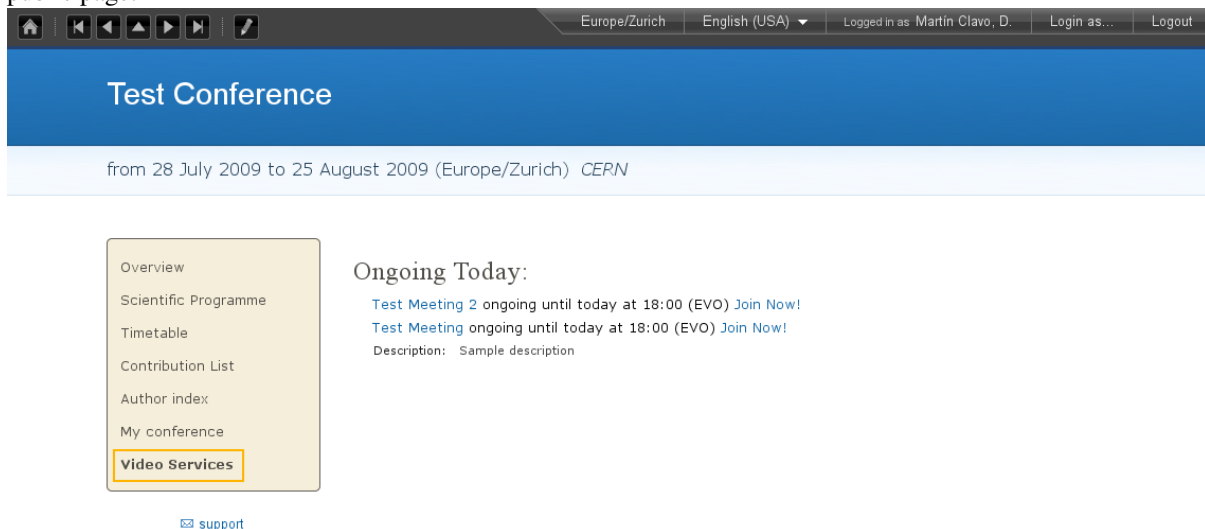 Europe/Zurich English (USA) Logged in as Martín Clavo, D. Login as... Logout
Test Conference
from 28 July 2009 to 25 August 2009 (Europe/Zurich) CERN
Overview
Scientific Programme
Timetable
Contribution List
Author index
My conference
Video Services
support
Ongoing Today:
Test Meeting 2 ongoing until today at 18:00 (EVO) Join Now!
Test Meeting ongoing until today at 18:00 (EVO) Join Now!
Description: Sample description